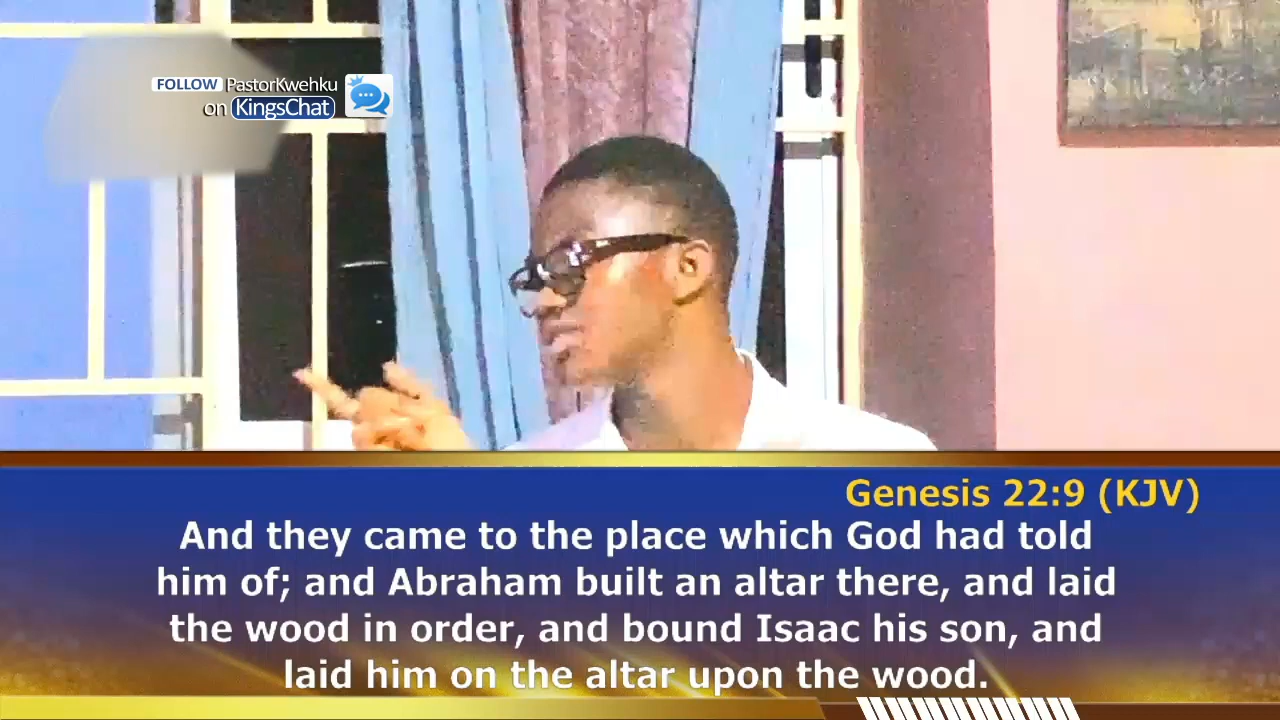 FOLLOW PastorKwehku
on KingsChat
Genesis 22:9 (KJV)
And they came to the place which God had told
him of; and Abraham built an altar there, and laid
the wood in order, and bound Isaac his son, and
laid him on the altar upon the wood.